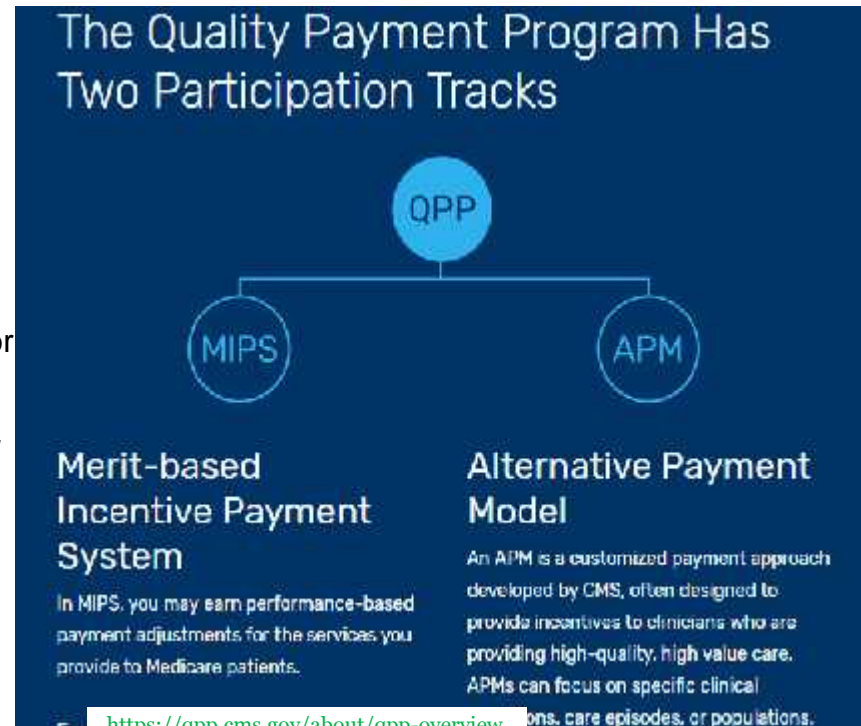 The Quality Payment Program Has
Two Participation Tracks
QPP
MIPS
APM
or
Merit-based
Incentive Payment
System
In MIPS, you may earn performance-based
payment adjustments for the services you
provide to Medicare patients.
Alternative Payment
Model
An APM is a customized payment approach
developed by CMS, often designed to
provide incentives to clinicians who are
providing high-quality, high value care.
APMs can focus on specific clinical
ons, care episodes, or populations.
https://qpp.cms.gov/about/qpp-overview